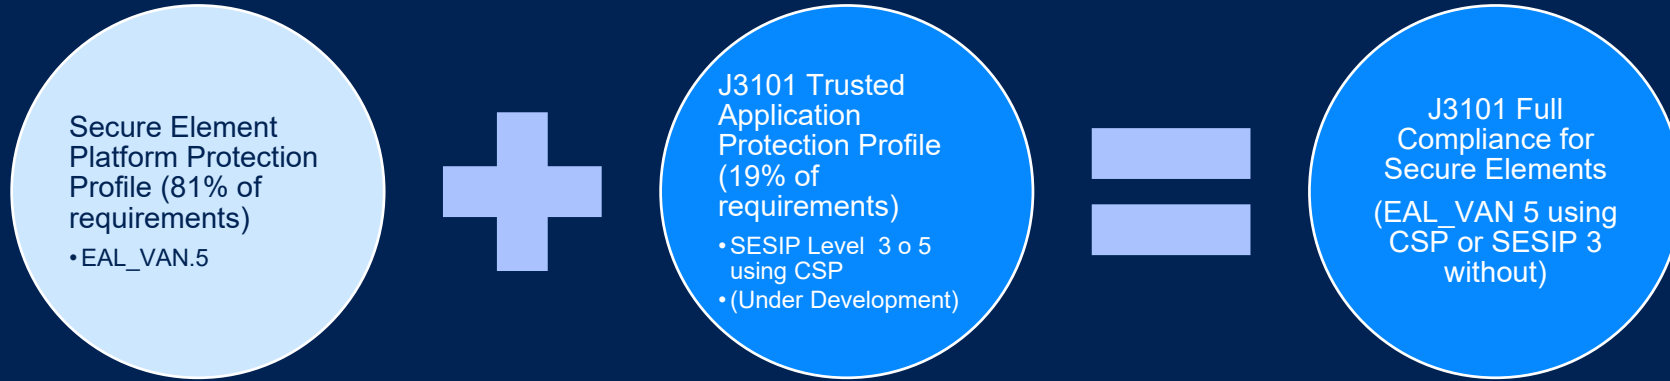 Secure Element
Platform Protection
Profile (81% of
requirements)
•EAL_VAN.5
J3101 Trusted
Application
Protection Profile
(19% of
requirements)
•SESIP Level  3 o 5
using CSP
•(Under Development)
J3101 Full
Compliance for
Secure Elements
(EAL_VAN 5 using
CSP or SESIP 3
without)